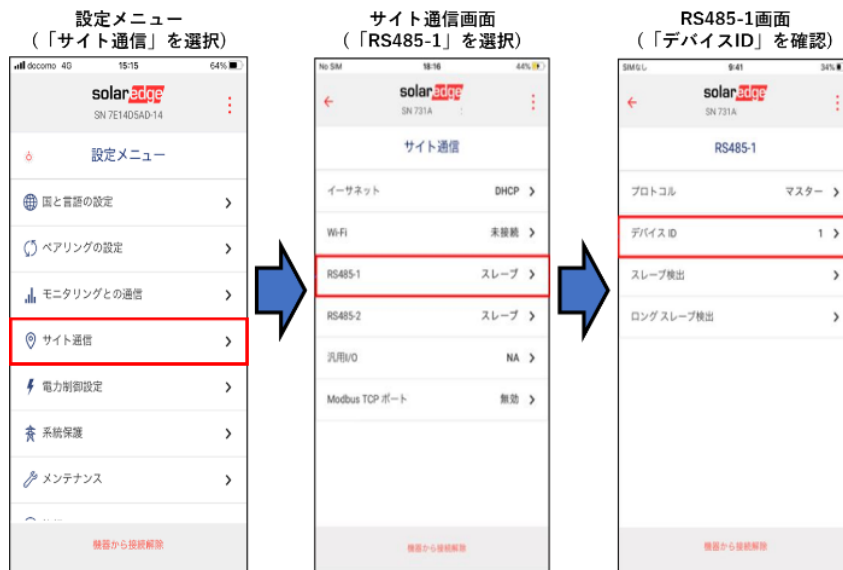 設定メニュー
（「サイト通信」を選択）
docomo 4G 15:15 64%
solaredge
SN 7E14D5AD-14
設定メニュー
国と言語の設定
ペアリングの設定
モニタリングとの通信
サイト通信
電力制御設定
系統保護
メンテナンス
機器から接続解除
サイト通信画面
（「RS485-1」を選択）
No SIM 18:16 44%
solaredge
SN 731A
サイト通信
イーサネット DHCP
Wi-Fi 未接続
RS485-1 スレーブ
RS485-2 スレーブ
汎用I/O NA
Modbus TCP ポート 無効
機器から接続解除
RS485-1画面
（「デバイスID」を確認）
SIMなし 9:41 34%
solaredge
SN 731A
RS485-1
プロトコル マスター
デバイス ID 1
スレーブ検出
ロング スレーブ検出
機器から接続解除